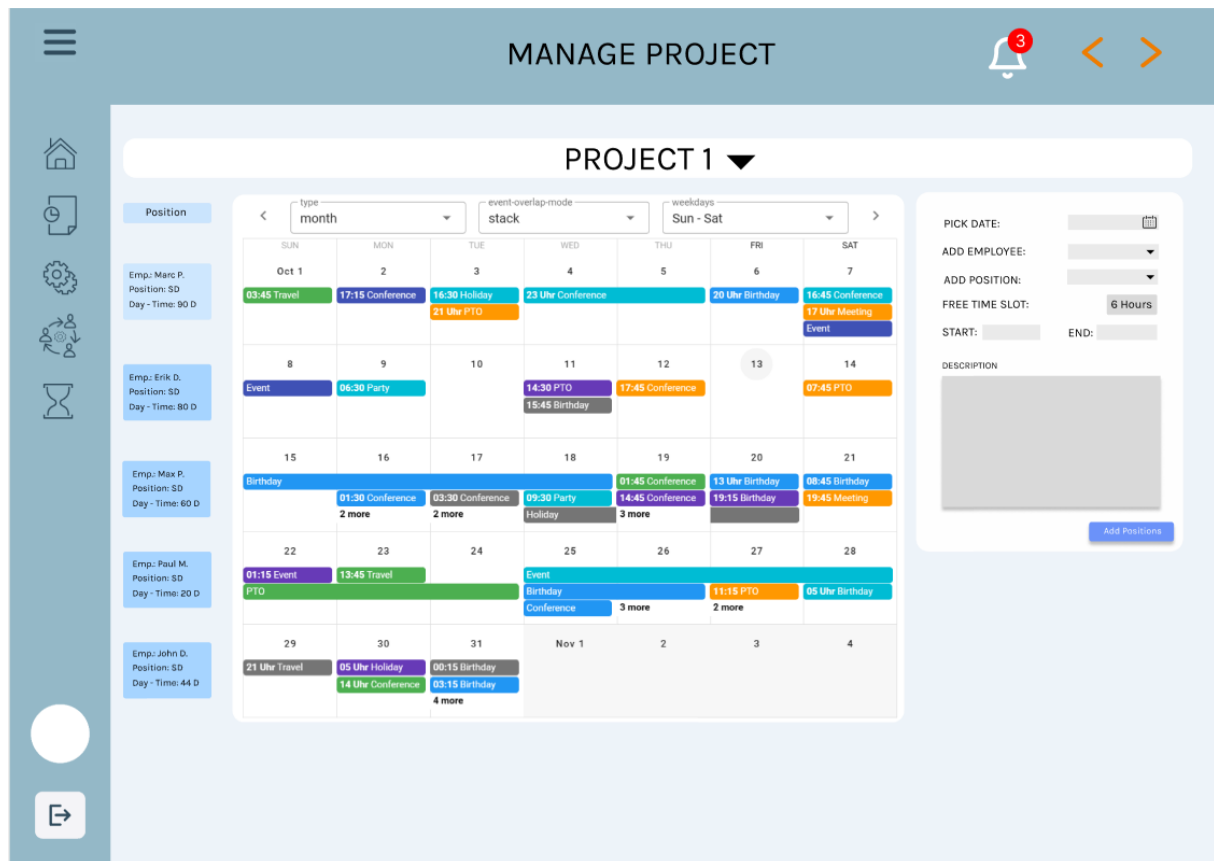 MANAGE PROJECT
3
PROJECT 1
Position
Emp.: Marc P.
Position: SD
Day - Time: 90 D
Emp.: Erik D.
Position: SD
Day - Time: 80 D
Emp.: Max P.
Position: SD
Day - Time: 60 D
Emp.: Paul M.
Position: SD
Day - Time: 20 D
Emp.: John D.
Position: SD
Day - Time: 44 D
type
month
event-overlap-mode
stack
weekdays
Sun - Sat
SUN MON TUE WED THU FRI SAT
Oct 1 2 3 4 5 6 7
03:45 Travel 17:15 Conference 16:30 Holiday 23 Uhr Conference 20 Uhr Birthday 16:45 Conference
21 Uhr PTO 17 Uhr Meeting
Event
8 9 10 11 12 13 14
Event 06:30 Party 14:30 PTO 17:45 Conference 07:45 PTO
15:45 Birthday
15 16 17 18 19 20 21
Birthday 01:45 Conference 13 Uhr Birthday 08:45 Birthday
01:30 Conference 03:30 Conference 09:30 Party 14:45 Conference 19:15 Birthday 19:45 Meeting
2 more 2 more Holiday 3 more
22 23 24 25 26 27 28
01:15 Event 13:45 Travel Event
PTO Birthday 11:15 PTO 05 Uhr Birthday
Conference 3 more 2 more
29 30 31 Nov 1 2 3 4
21 Uhr Travel 05 Uhr Holiday 00:15 Birthday
14 Uhr Conference 03:15 Birthday
4 more
PICK DATE:
ADD EMPLOYEE:
ADD POSITION:
FREE TIME SLOT: 6 Hours
START: END:
DESCRIPTION
Add Positions